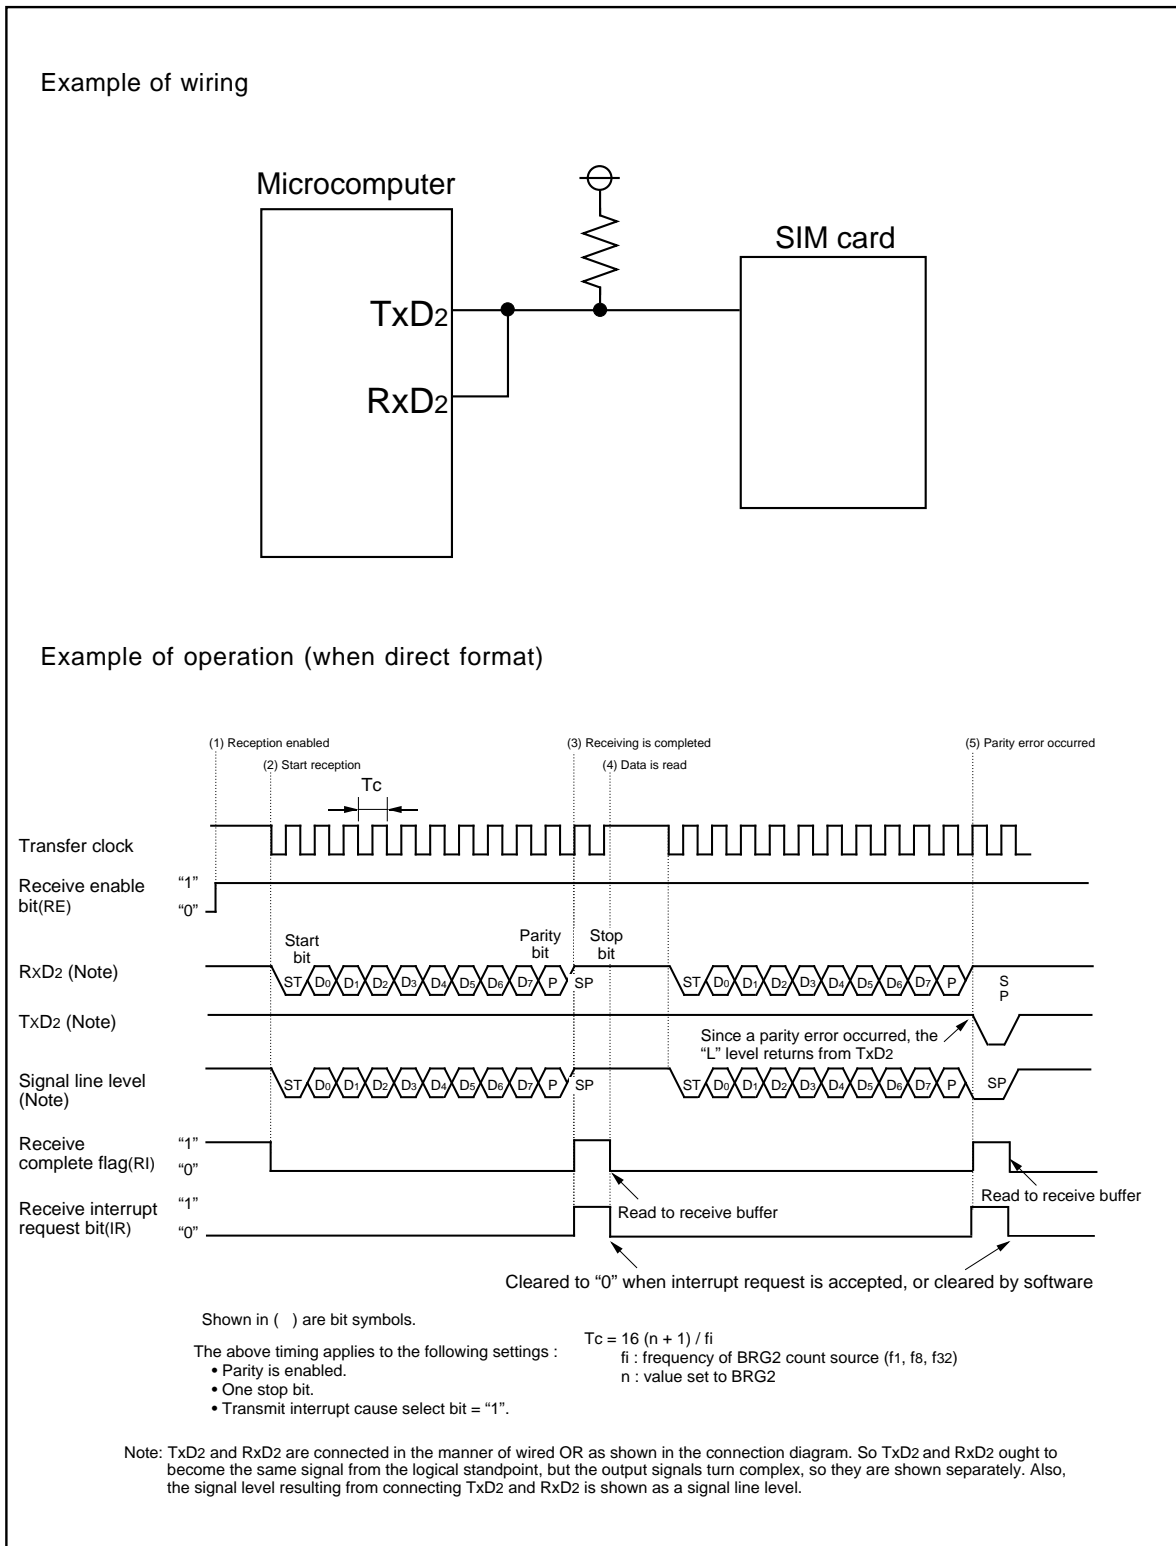 Example of wiring
Microcomputer
SIM card
TxD2
RxD2
Example of operation (when direct format)
(1) Reception enabled
(3) Receiving is completed
(5) Parity error occurred
(2) Start reception
(4) Data is read
Tc
Transfer clock
Receive enable
bit(RE)
“1”
“0”
Start
bit
Parity
bit
Stop
bit
RxD2 (Note)
ST D0 D1 D2 D3 D4 D5 D6 D7 P SP
ST D0 D1 D2 D3 D4 D5 D6 D7 P
S
P
TxD2 (Note)
Since a parity error occurred, the
“L” level returns from TxD2
Signal line level
(Note)
ST D0 D1 D2 D3 D4 D5 D6 D7 P SP
ST D0 D1 D2 D3 D4 D5 D6 D7 P SP
Receive
complete flag(RI)
“1”
“0”
Read to receive buffer
Read to receive buffer
Receive interrupt
request bit(IR)
“1”
“0”
Cleared to “0” when interrupt request is accepted, or cleared by software
Shown in ( ) are bit symbols.
The above timing applies to the following settings :
• Parity is enabled.
• One stop bit.
• Transmit interrupt cause select bit = “1”.
Tc = 16 (n + 1) / fi
fi : frequency of BRG2 count source (f1, f8, f32)
n : value set to BRG2
Note: TxD2 and RxD2 are connected in the manner of wired OR as shown in the connection diagram. So TxD2 and RxD2 ought to
become the same signal from the logical standpoint, but the output signals turn complex, so they are shown separately. Also,
the signal level resulting from connecting TxD2 and RxD2 is shown as a signal line level.